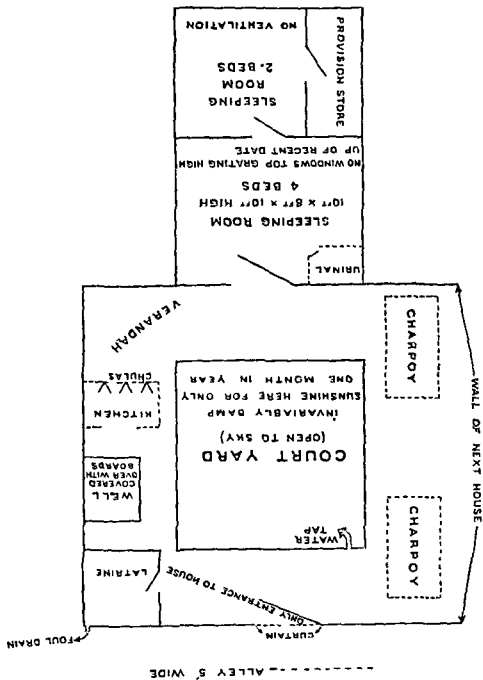 ALLEY 5' WIDE
FOUL DRAIN
CURTAIN
ONLY ENTRANCE TO HOUSE
LATRINE
WATER
TAP
CHARPOY
WELL
COVERED
OVER WITH
BOARDS
COURT YARD
(OPEN TO SKY)
INVARIABLY DAMP
SUNSHINE HERE FOR ONLY
ONE MONTH IN YEAR
KITCHEN
CHULAS
VERANDAH
CHARPOY
WALL OF NEXT HOUSE
URINAL
SLEEPING ROOM
10FT × 8FT × 10FT HIGH
4 BEDS
NO WINDOWS TOP GRATING HIGH
UP OF RECENT DATE
SLEEPING
ROOM
2. BEDS
NO VENTILATION
PROVISION STORE